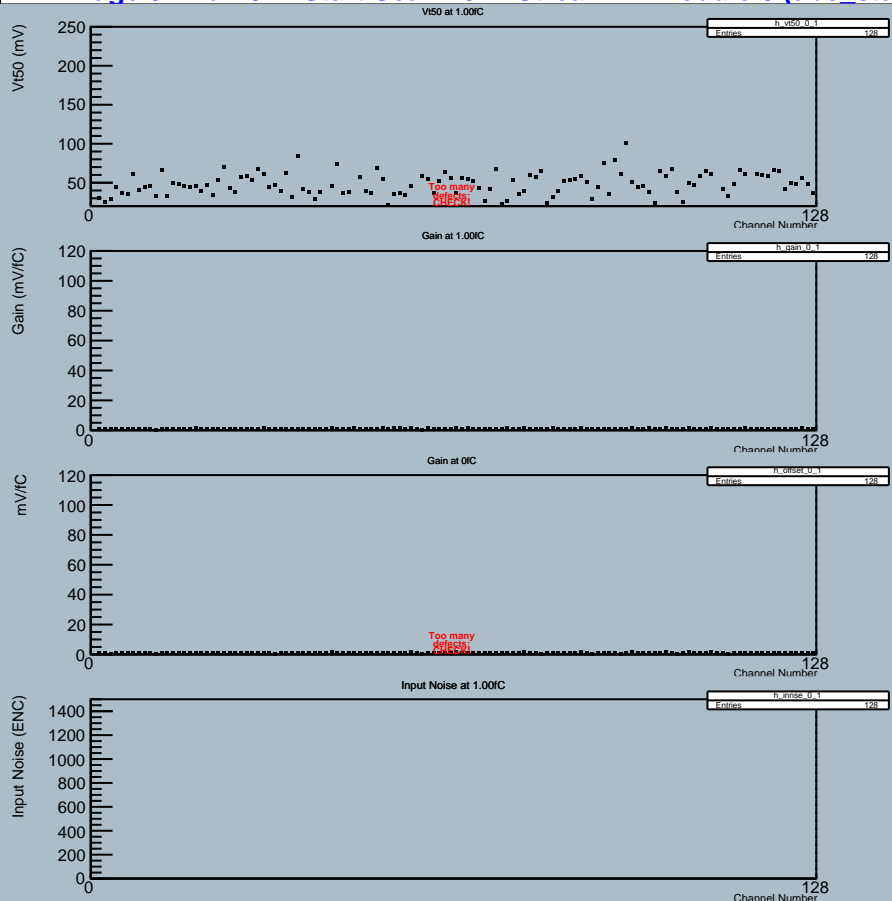 Vt50 at 1.00fC
h_vt50_0_1
Entries 128
Vt50 (mV)
250
200
150
100
50
Too many
defects:
CHECK!
0
128
Channel Number
Gain at 1.00fC
h_gain_0_1
Entries 128
Gain (mV/fC)
120
100
80
60
40
20
0
0
128
Channel Number
Gain at 0fC
h_offset_0_1
Entries 128
mV/fC
120
100
80
60
40
20
0
Too many
defects:
CHECK!
0
128
Channel Number
Input Noise at 1.00fC
h_innse_0_1
Entries 128
Input Noise (ENC)
1400
1200
1000
800
600
400
200
0
0
128
Channel Number